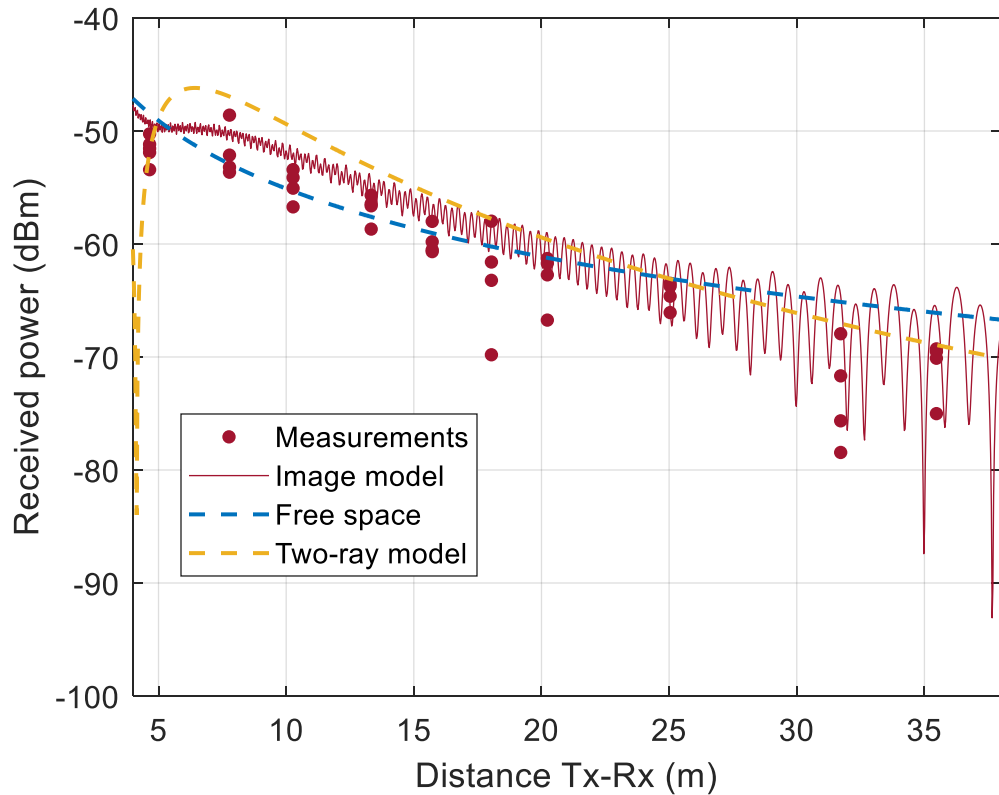 -40
-50
-60
-70
-80
-90
-100
Received power (dBm)
Measurements
Image model
Free space
Two-ray model
5 10 15 20 25 30 35
Distance Tx-Rx (m)